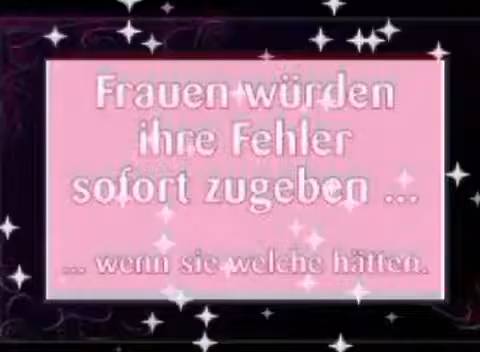 Frauen würden
ihre Fehler
sofort zugeben ...
... wenn sie welche hätten.